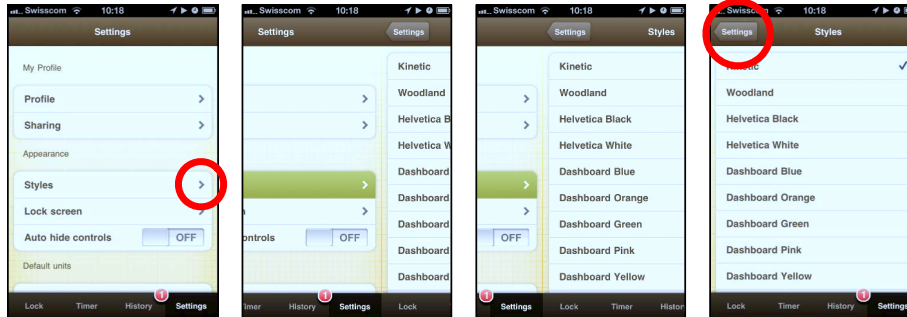 Swisscom 10:18
Settings
My Profile
Profile
Sharing
Appearance
Styles
Lock screen
Auto hide controls OFF
Default units
1
Lock Timer History Settings
Swisscom 10:18
Settings Settings
Kinetic
Woodland
Helvetica B
Helvetica W
Dashboard
Dashboard
ontrols OFF
Dashboard
Dashboard
Dashboard
1
imer History Settings Lock
Swisscom 10:18
Settings Styles
Kinetic
Woodland
Helvetica Black
Helvetica White
Dashboard Blue
Dashboard Orange
Dashboard Green
OFF
Dashboard Pink
Dashboard Yellow
1
Settings Lock Timer Histor
Swisscom 10:18
Settings Styles
Kinetic
Woodland
Helvetica Black
Helvetica White
Dashboard Blue
Dashboard Orange
Dashboard Green
Dashboard Pink
Dashboard Yellow
1
Lock Timer History Settings